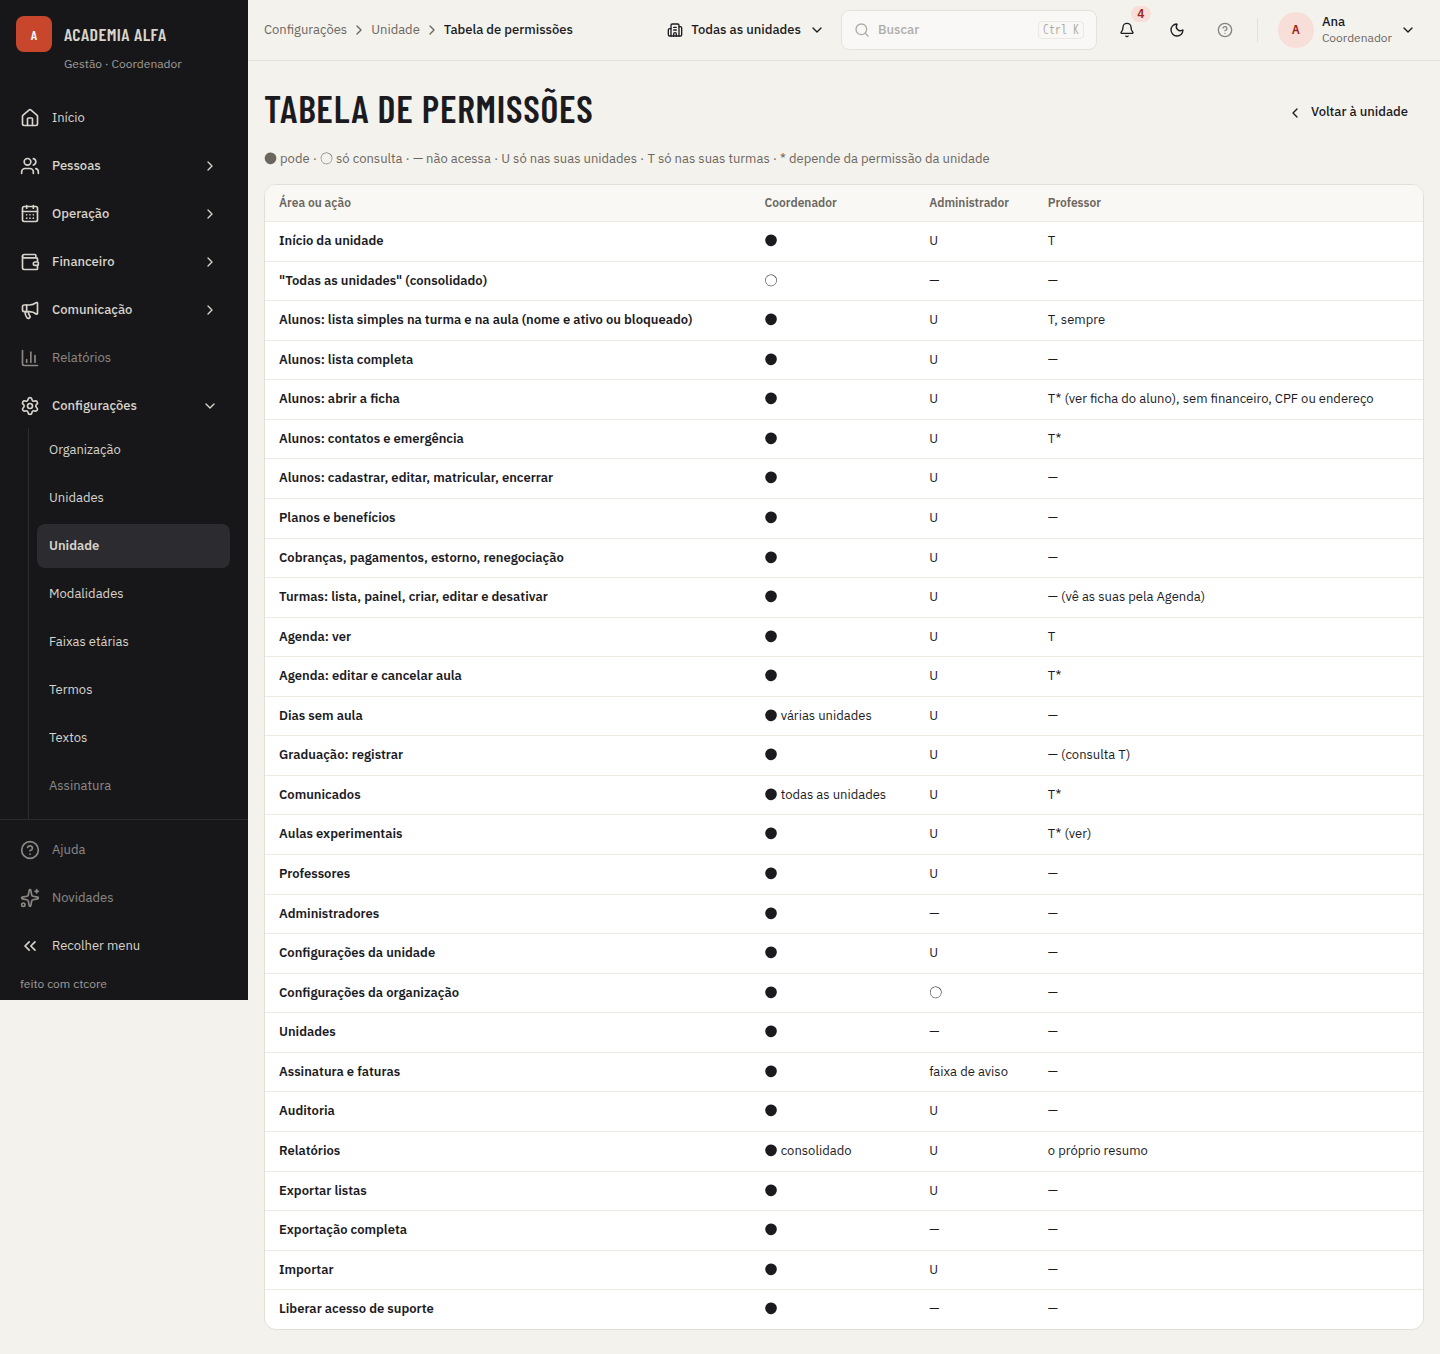 A
ACADEMIA ALFA
Gestão · Coordenador
Início
Pessoas
Operação
Financeiro
Comunicação
Relatórios
Configurações
Organização
Unidades
Unidade
Modalidades
Faixas etárias
Termos
Textos
Assinatura
Ajuda
Novidades
Recolher menu
feito com ctcore
Configurações > Unidade > Tabela de permissões
Todas as unidades
Buscar Ctrl K
4
A
Ana
Coordenador
TABELA DE PERMISSÕES
Voltar à unidade
● pode · ○ só consulta · — não acessa · U só nas suas unidades · T só nas suas turmas · * depende da permissão da unidade
Área ou ação Coordenador Administrador Professor
Início da unidade ● U T
"Todas as unidades" (consolidado) ○ — —
Alunos: lista simples na turma e na aula (nome e ativo ou bloqueado) ● U T, sempre
Alunos: lista completa ● U —
Alunos: abrir a ficha ● U T* (ver ficha do aluno), sem financeiro, CPF ou endereço
Alunos: contatos e emergência ● U T*
Alunos: cadastrar, editar, matricular, encerrar ● U —
Planos e benefícios ● U —
Cobranças, pagamentos, estorno, renegociação ● U —
Turmas: lista, painel, criar, editar e desativar ● U — (vê as suas pela Agenda)
Agenda: ver ● U T
Agenda: editar e cancelar aula ● U T*
Dias sem aula ● várias unidades U —
Graduação: registrar ● U — (consulta T)
Comunicados ● todas as unidades U T*
Aulas experimentais ● U T* (ver)
Professores ● U —
Administradores ● — —
Configurações da unidade ● U —
Configurações da organização ● ○ —
Unidades ● — —
Assinatura e faturas ● faixa de aviso —
Auditoria ● U —
Relatórios ● consolidado U o próprio resumo
Exportar listas ● U —
Exportação completa ● — —
Importar ● U —
Liberar acesso de suporte ● — —